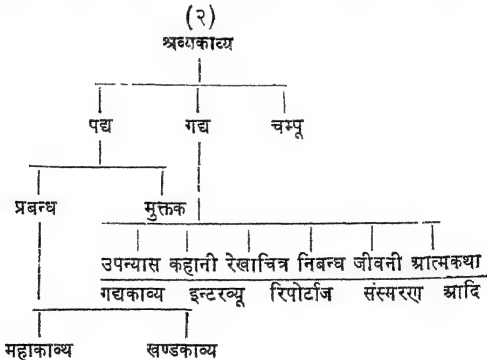 (२)
श्रव्यकाव्य
पद्य गद्य चम्पू
प्रबन्ध मुक्तक
उपन्यास कहानी रेखाचित्र निबन्ध जीवनी आत्मकथा
गद्यकाव्य इन्टरव्यू रिपोर्टाज संस्मरण आदि
महाकाव्य खण्डकाव्य